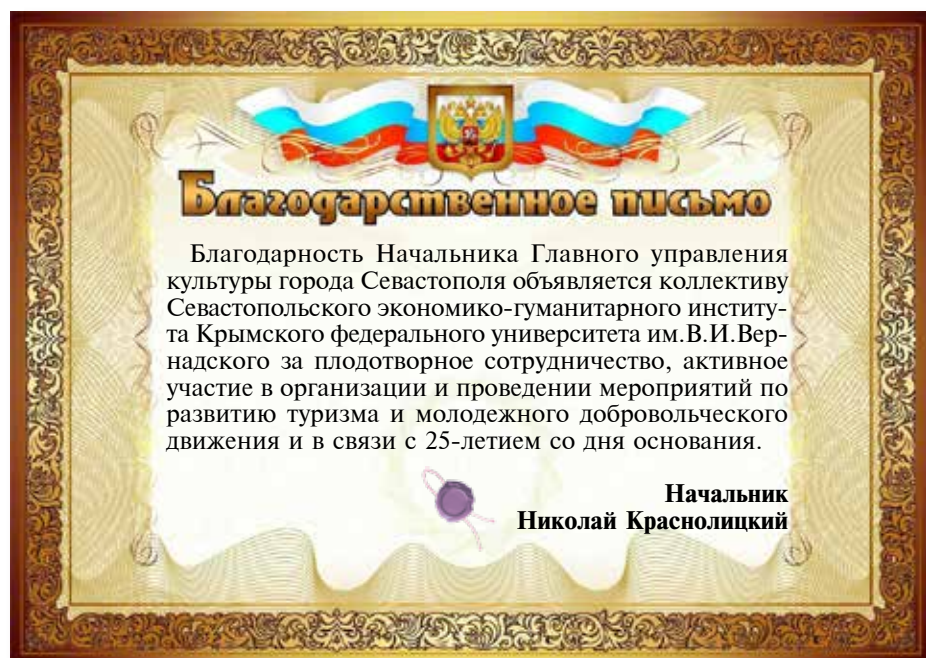 Благодарственное письмо
Благодарность Начальника Главного управления
культуры города Севастополя объявляется коллективу
Севастопольского экономико-гуманитарного институ-
та Крымского федерального университета им.В.И.Вер-
надского за плодотворное сотрудничество, активное
участие в организации и проведении мероприятий по
развитию туризма и молодежного добровольческого
движения и в связи с 25-летием со дня основания.
Начальник
Николай Краснолицкий